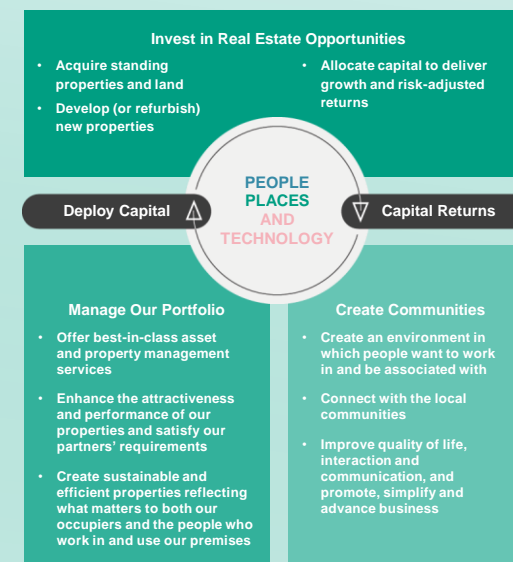 Invest in Real Estate Opportunities
• Acquire standing
properties and land
• Develop (or refurbish)
new properties
• Allocate capital to deliver
growth and risk-adjusted
returns
PEOPLE
PLACES
AND
TECHNOLOGY
Deploy Capital
Capital Returns
Manage Our Portfolio
• Offer best-in-class asset
and property management
services
• Enhance the attractiveness
and performance of our
properties and satisfy our
partners' requirements
• Create sustainable and
efficient properties reflecting
what matters to both our
occupiers and the people who
work in and use our premises
Create Communities
• Create an environment in
which people want to work
in and be associated with
• Connect with the local
communities
• Improve quality of life,
interaction and
communication, and
promote, simplify and
advance business